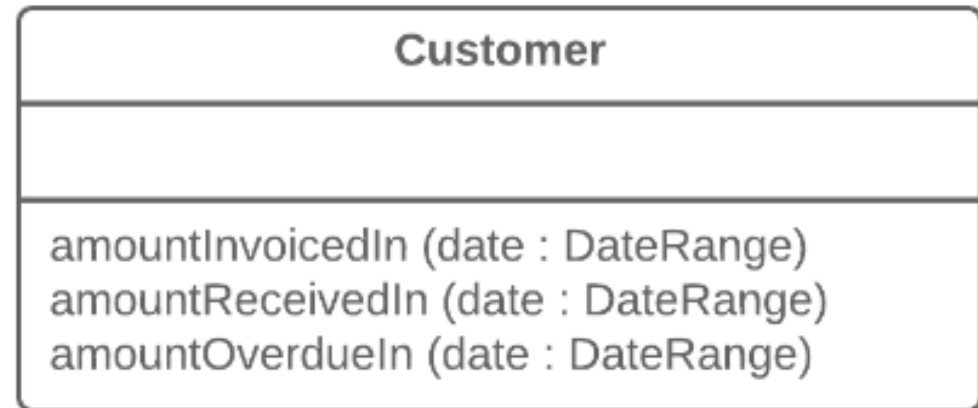 Customer
amountInvoicedIn (date : DateRange)
amountReceivedIn (date : DateRange)
amountOverdueIn (date : DateRange)